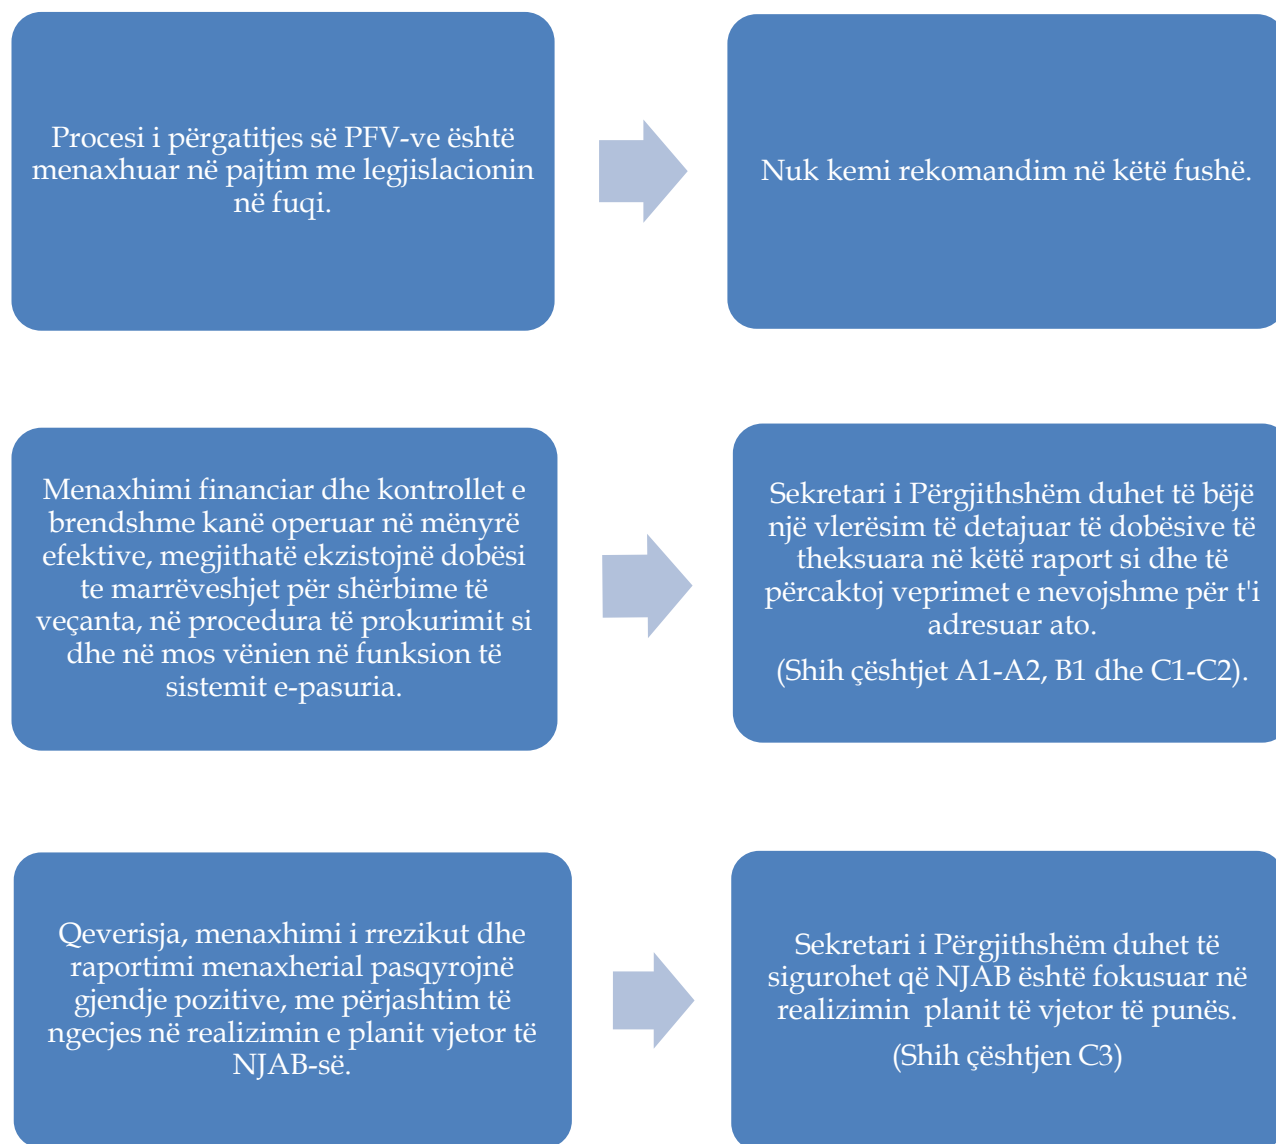 Procesi i përgatitjes së PFV-ve është
menaxhuar në pajtim me legjislacionin
në fuqi.
Nuk kemi rekomandim në këtë fushë.
Menaxhimi financiar dhe kontrollet e
brendshme kanë operuar në mënyrë
efektive, megjithatë ekzistojnë dobësi
te marrëveshjet për shërbime të
veçanta, në procedura të prokurimit si
dhe në mos vënien në funksion të
sistemit e-pasuria.
Sekretari i Përgjithshëm duhet të bëjë
një vlerësim të detajuar të dobësive të
theksuara në këtë raport si dhe të
përcaktoj veprimet e nevojshme për t'i
adresuar ato.
(Shih çështjet A1-A2, B1 dhe C1-C2).
Qeverisja, menaxhimi i rrezikut dhe
raportimi menaxherial pasqyrojnë
gjendje pozitive, me përjashtim të
ngecjes në realizimin e planit vjetor të
NJAB-së.
Sekretari i Përgjithshëm duhet të
sigurohet që NJAB është fokusuar në
realizimin  planit të vjetor të punës.
(Shih çështjen C3)